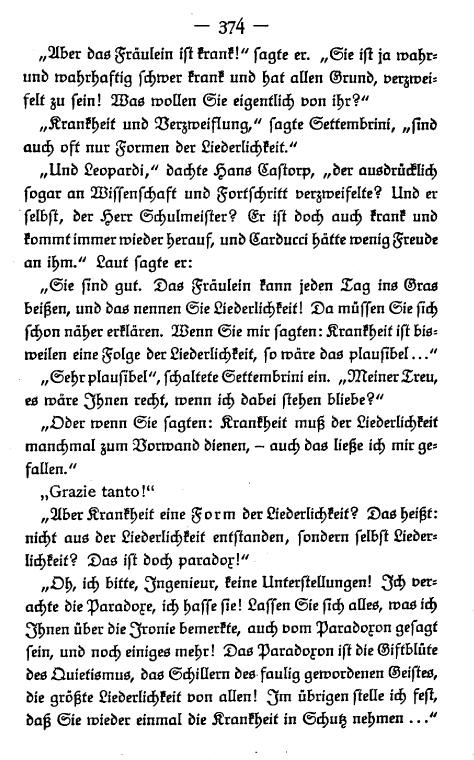 — 374 —
„Aber das Fräulein ist krank!“ sagte er. „Sie ist ja wahr-
und wahrhaftig schwer krank und hat allen Grund, verzwei-
felt zu sein! Was wollen Sie eigentlich von ihr?“
„Krankheit und Verzweiflung,“ sagte Settembrini, „sind
auch oft nur Formen der Liederlichkeit.“
„Und Leopardi,“ dachte Hans Castorp, „der ausdrücklich
sogar an Wissenschaft und Fortschritt verzweifelte? Und er
selbst, der Herr Schulmeister? Er ist doch auch krank und
kommt immer wieder herauf, und Carducci hätte wenig Freude
an ihm.“ Laut sagte er:
„Sie sind gut. Das Fräulein kann jeden Tag ins Gras
beißen, und das nennen Sie Liederlichkeit! Da müssen Sie sich
schon näher erklären. Wenn Sie mir sagten: Krankheit ist bis-
weilen eine Folge der Liederlichkeit, so wäre das plausibel ...“
„Sehr plausibel“, schaltete Settembrini ein. „Meiner Treu,
es wäre Ihnen recht, wenn ich dabei stehen bliebe?“
„Oder wenn Sie sagten: Krankheit muß der Liederlichkeit
manchmal zum Vorwand dienen, – auch das ließe ich mir ge-
fallen.“
„Grazie tanto!“
„Aber Krankheit eine Form der Liederlichkeit? Das heißt:
nicht aus der Liederlichkeit entstanden, sondern selbst Lieder-
lichkeit? Das ist doch paradox!“
„Oh, ich bitte, Ingenieur, keine Unterstellungen! Ich ver-
achte die Paradoxe, ich hasse sie! Lassen Sie sich alles, was ich
Ihnen über die Ironie bemerkte, auch vom Paradoxon gesagt
sein, und noch einiges mehr! Das Paradoxon ist die Giftblüte
des Quietismus, das Schillern des faulig gewordenen Geistes,
die größte Liederlichkeit von allen! Im übrigen stelle ich fest,
daß Sie wieder einmal die Krankheit in Schutz nehmen ...“